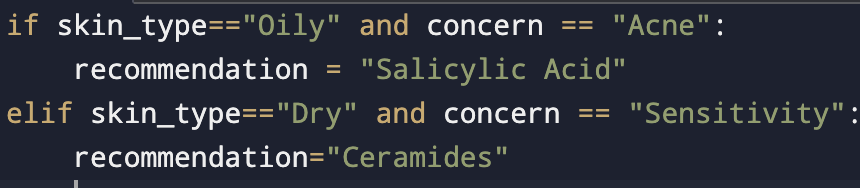 if skin_type=="Oily" and concern == "Acne":
    recommendation = "Salicylic Acid"
elif skin_type=="Dry" and concern == "Sensitivity":
    recommendation="Ceramides"